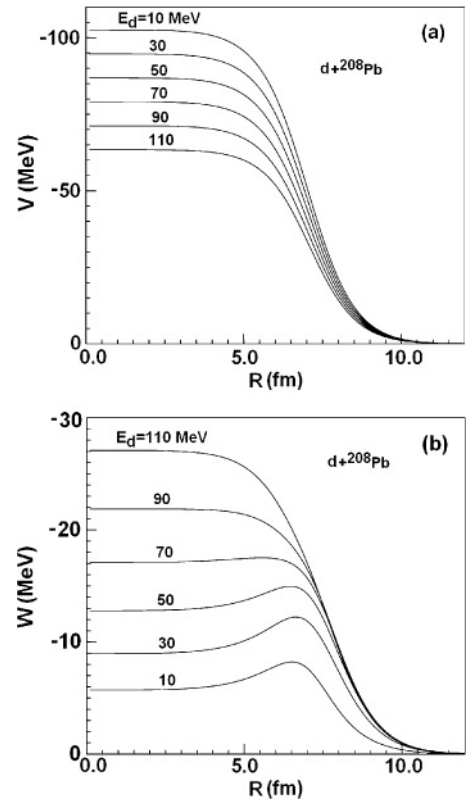 -100
-50
0
V (MeV)
E_d=10 MeV
30
50
70
90
110
(a)
d+²⁰⁸Pb
0.0 5.0 10.0
R (fm)
-30
-20
-10
0
W (MeV)
E_d=110 MeV
90
70
50
30
10
(b)
d+²⁰⁸Pb
0.0 5.0 10.0
R (fm)